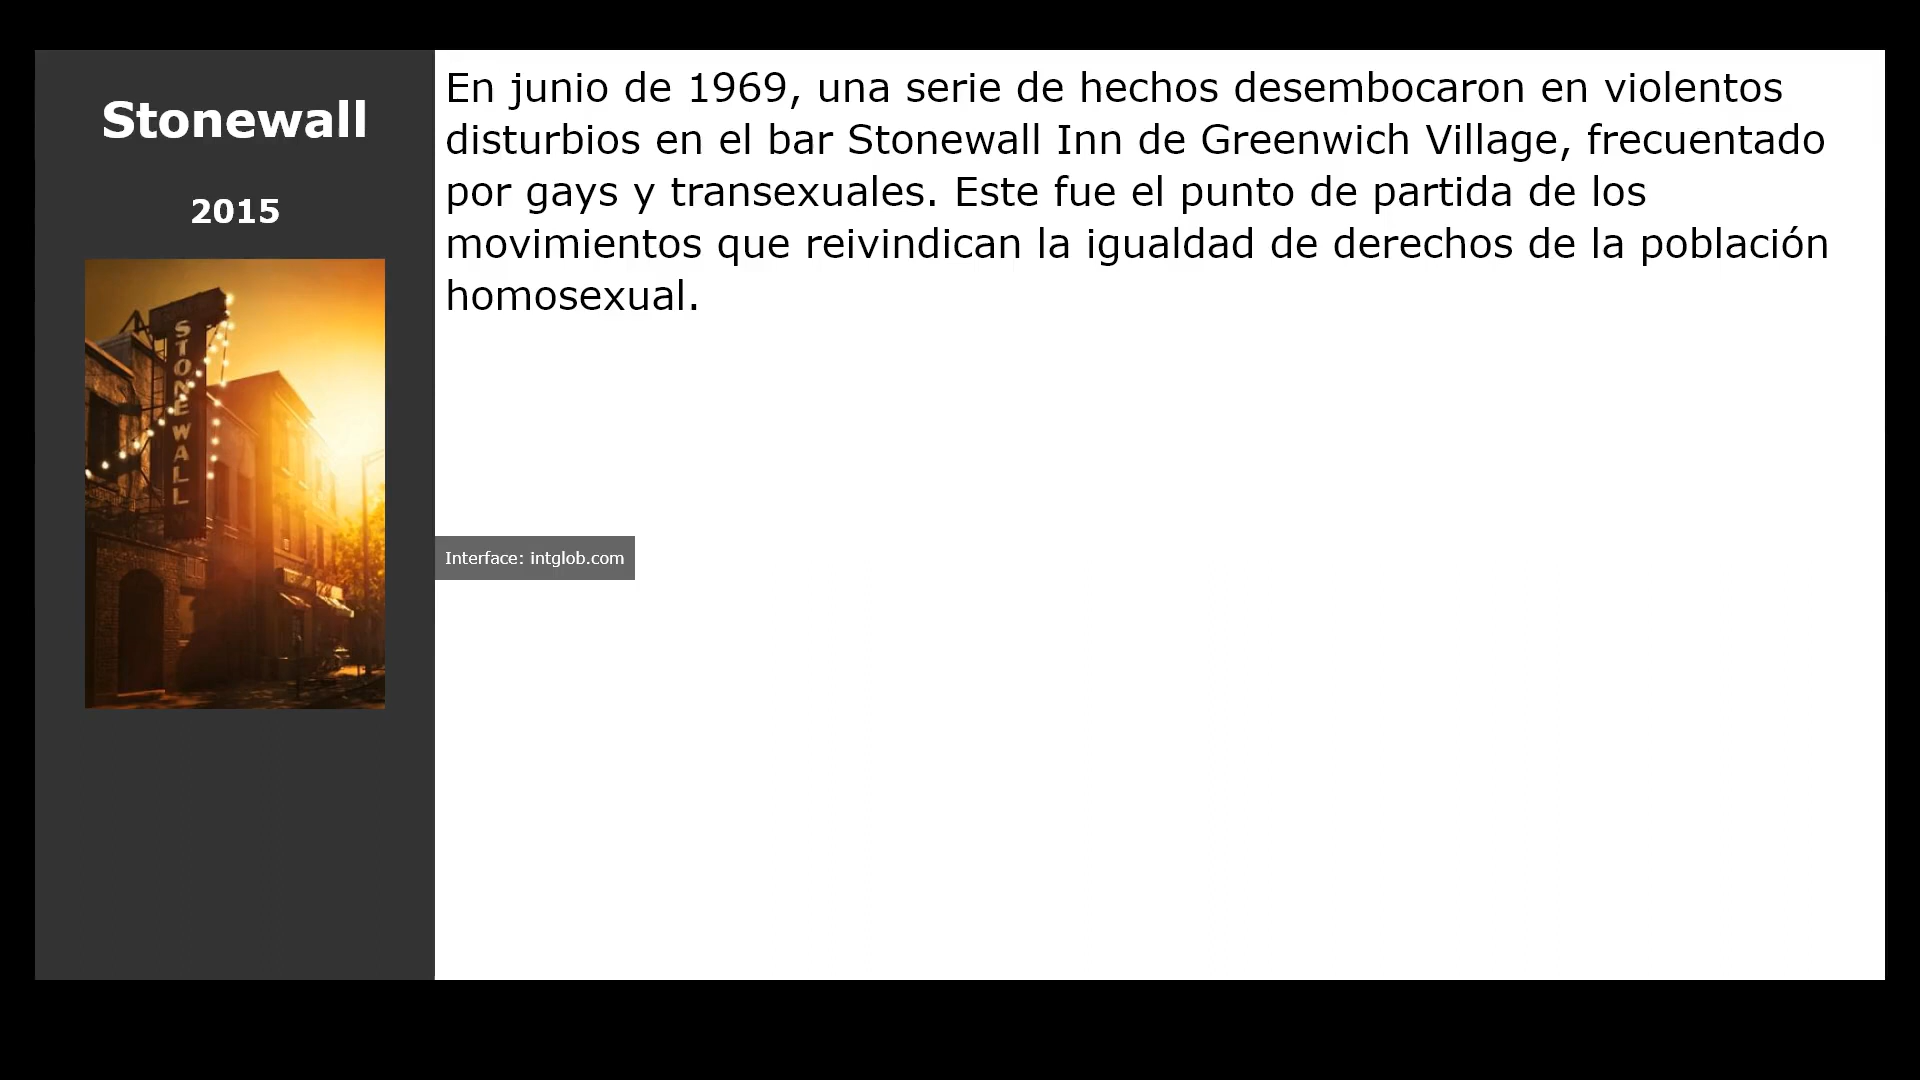 Stonewall
2015
STONEWALL
En junio de 1969, una serie de hechos desembocaron en violentos
disturbios en el bar Stonewall Inn de Greenwich Village, frecuentado
por gays y transexuales. Este fue el punto de partida de los
movimientos que reivindican la igualdad de derechos de la población
homosexual.
Interface: intglob.com